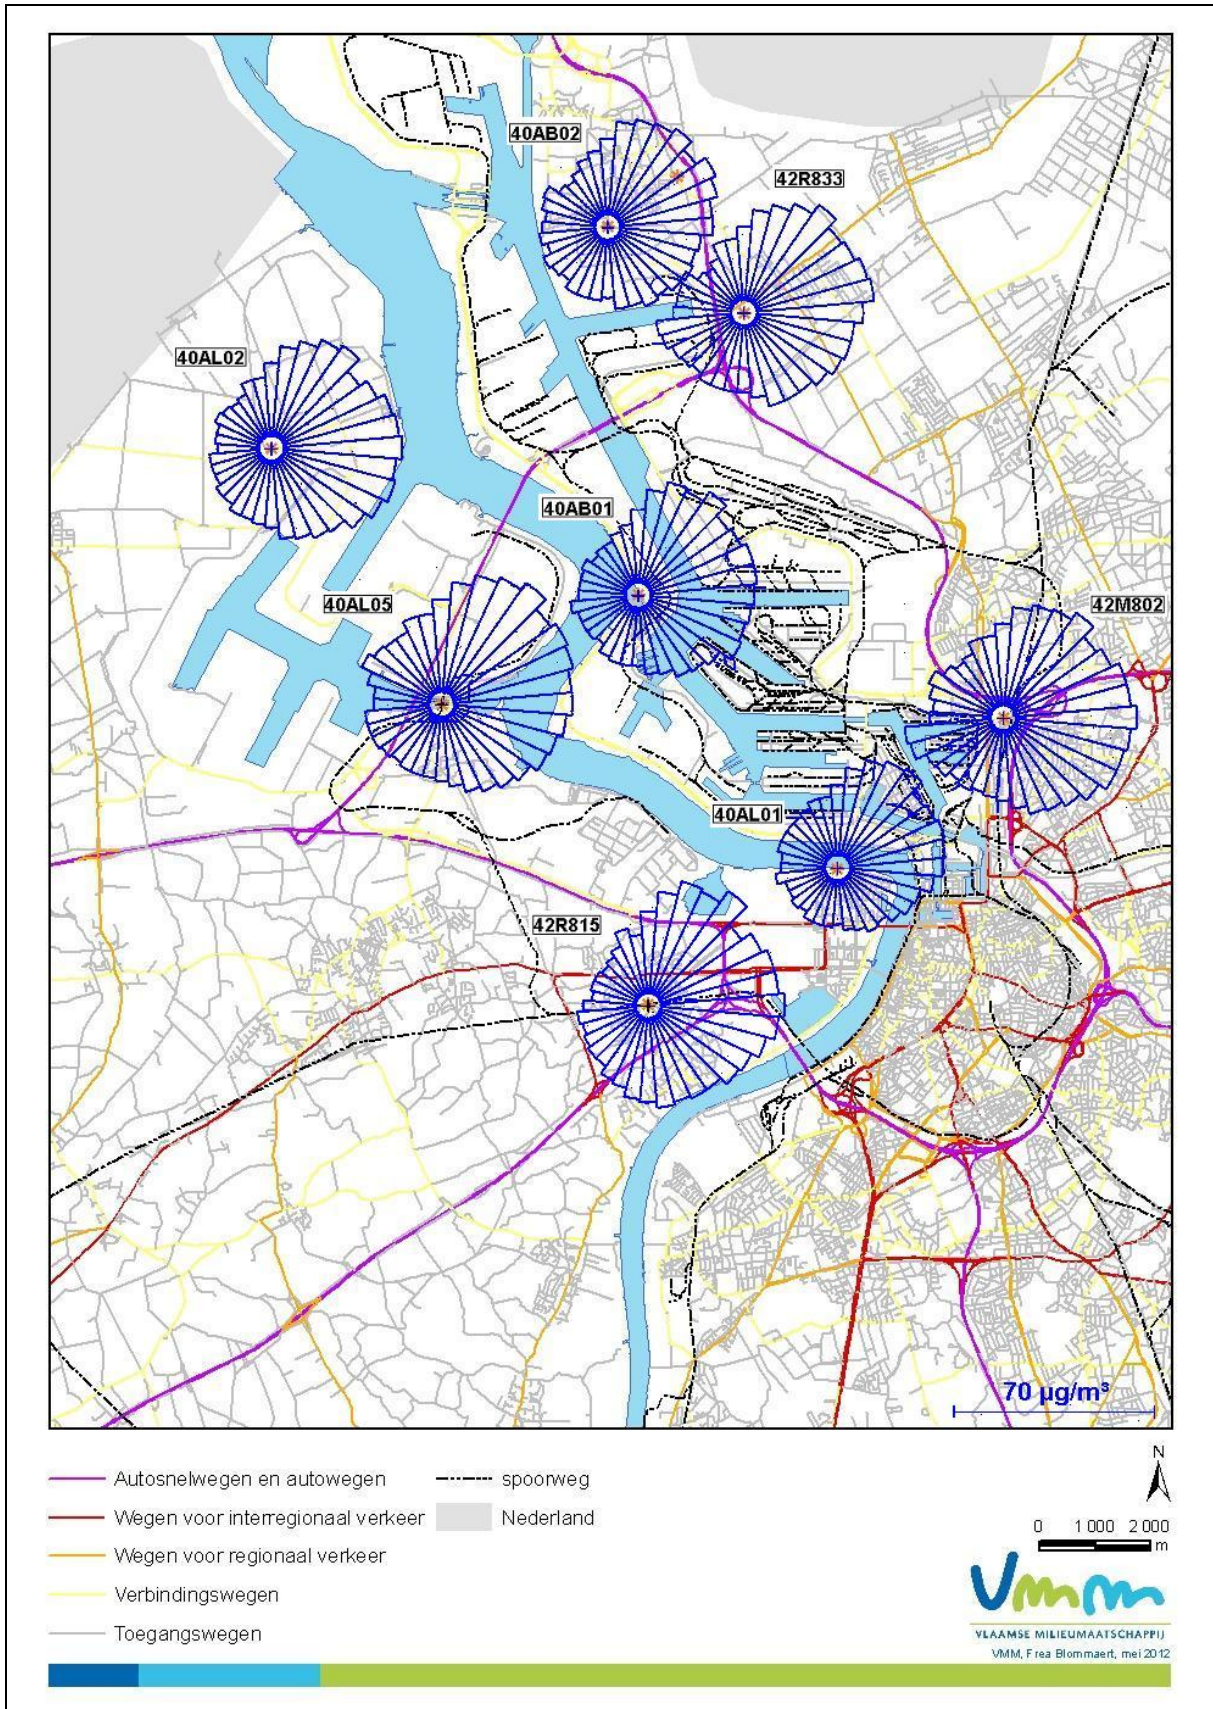 40AB02
42R833
40AL02
40AB01
40AL05
42M802
40AL01
42R815
70 µg/m³
Autosnelwegen en autowegen
spoorweg
Wegen voor interregionaal verkeer
Nederland
Wegen voor regionaal verkeer
Verbindingswegen
Toegangswegen
N
0 1 000 2 000
m
Vmm
VLAAMSE MILIEUMAATSCHAPPIJ
VMM, Frea Blommaert, mei 2012